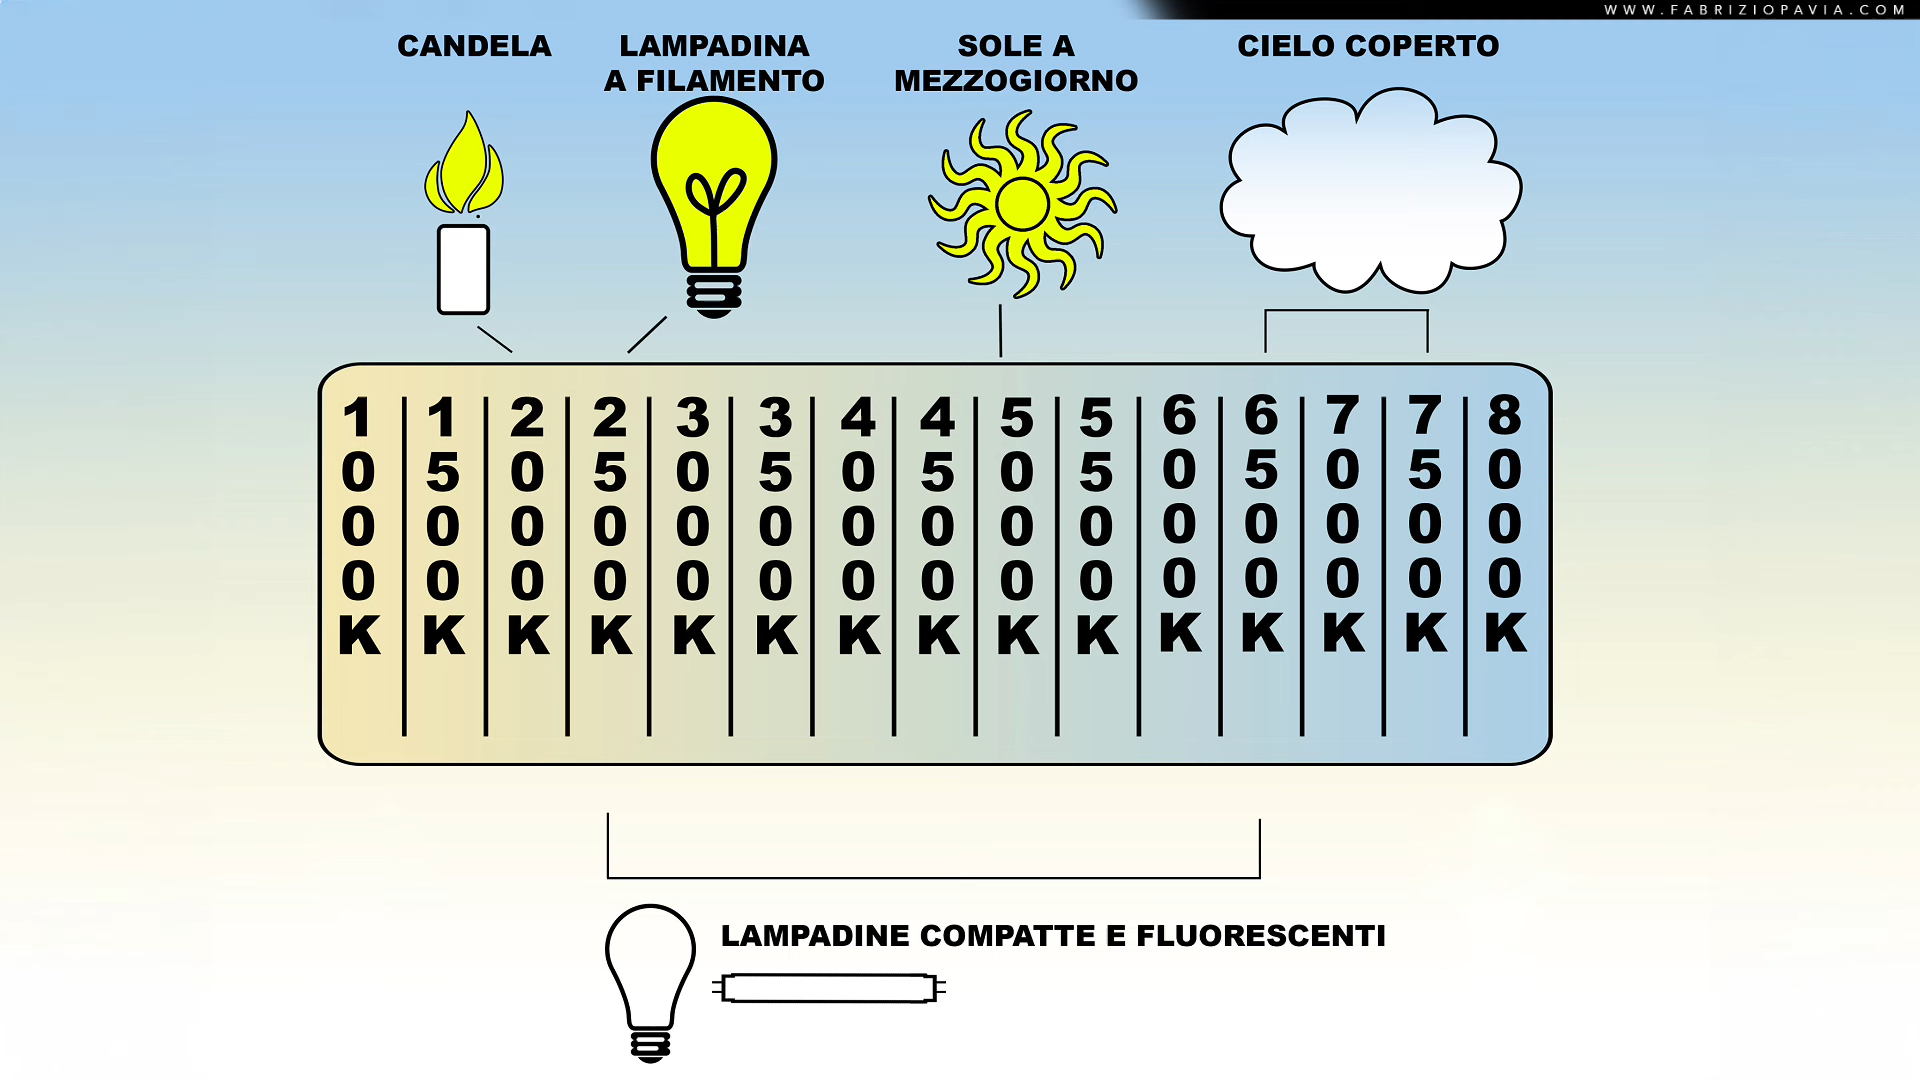 WWW.FABRIZIOPAVIA.COM
CANDELA
LAMPADINA
A FILAMENTO
SOLE A
MEZZOGIORNO
CIELO COPERTO
1000K
1500K
2000K
2500K
3000K
3500K
4000K
4500K
5000K
5500K
6000K
6500K
7000K
7500K
8000K
LAMPADINE COMPATTE E FLUORESCENTI